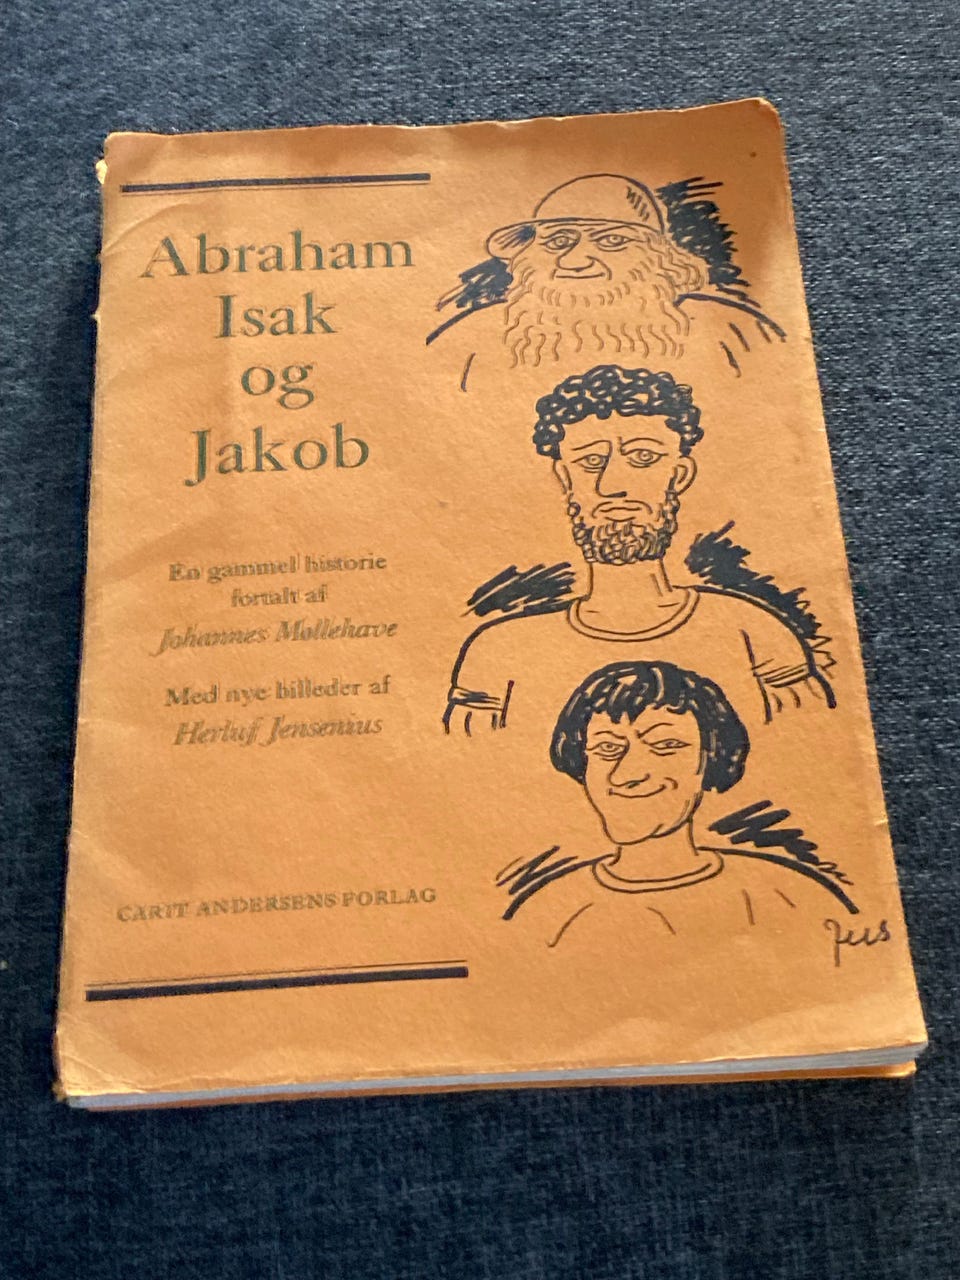 Abraham
Isak
og
Jakob
En gammel historie
fortalt af
Johannes Møllehave
Med nye billeder af
Herluf Jensenius
CARIT ANDERSENS FORLAG
Jens